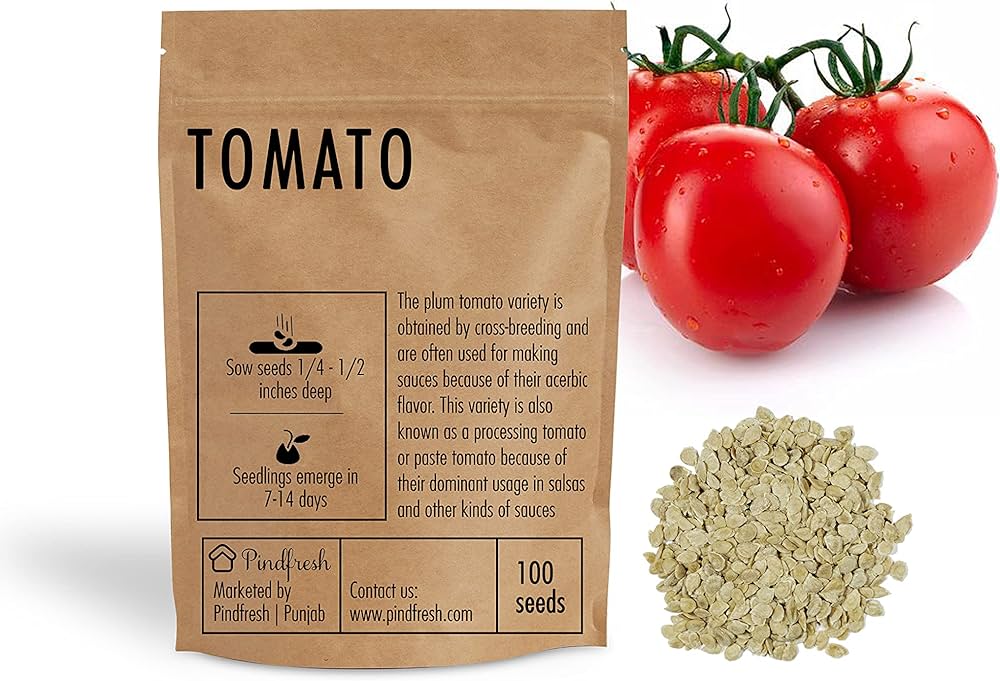 TOMATO
Sow seeds 1/4 - 1/2
inches deep
Seedlings emerge in
7-14 days
The plum tomato variety is
obtained by cross-breeding and
are often used for making
sauces because of their acerbic
flavor. This variety is also
known as a processing tomato
or paste tomato because of
their dominant usage in salsas
and other kinds of sauces
Pindfresh
Marketed by
Pindfresh | Punjab
Contact us:
www.pindfresh.com
100
seeds